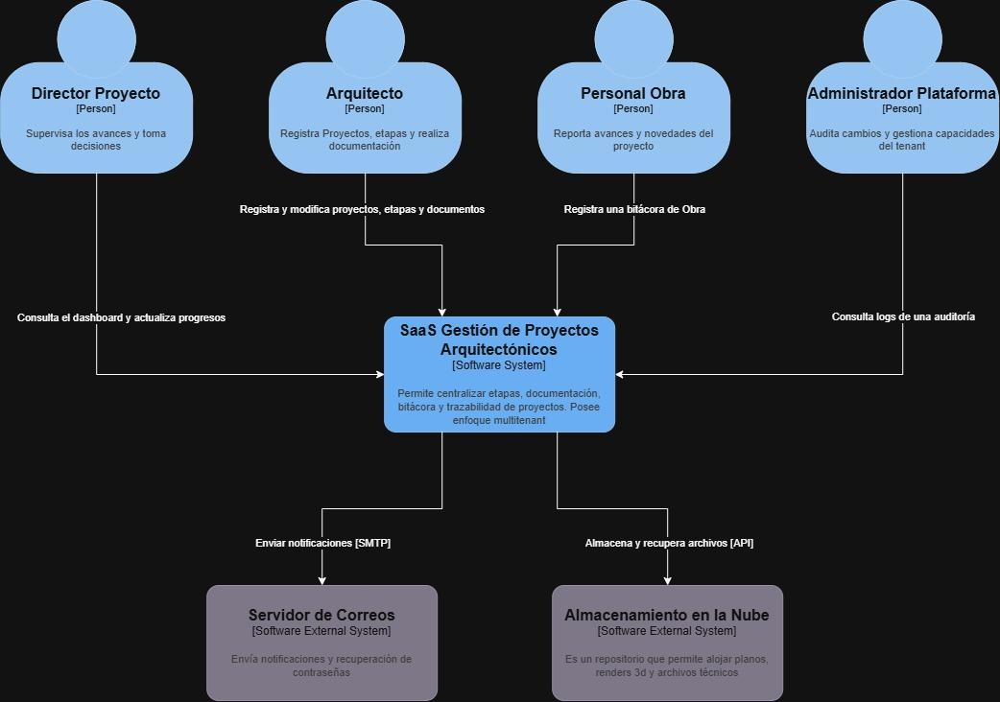 Director Proyecto
[Person]
Supervisa los avances y toma
decisiones
Arquitecto
[Person]
Registra Proyectos, etapas y realiza
documentación
Personal Obra
[Person]
Reporta avances y novedades del
proyecto
Administrador Plataforma
[Person]
Audita cambios y gestiona capacidades
del tenant
Registra y modifica proyectos, etapas y documentos
Registra una bitácora de Obra
Consulta el dashboard y actualiza progresos
Consulta logs de una auditoría
SaaS Gestión de Proyectos
Arquitectónicos
[Software System]
Permite centralizar etapas, documentación,
bitácora y trazabilidad de proyectos. Posee
enfoque multitenant
Enviar notificaciones [SMTP]
Almacena y recupera archivos [API]
Servidor de Correos
[Software External System]
Envía notificaciones y recuperación de
contraseñas
Almacenamiento en la Nube
[Software External System]
Es un repositorio que permite alojar planos,
renders 3d y archivos técnicos